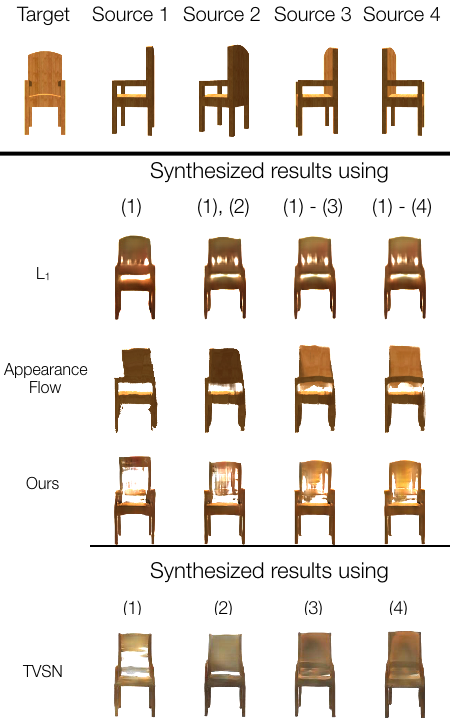 Target Source 1 Source 2 Source 3 Source 4
Synthesized results using
(1) (1), (2) (1) - (3) (1) - (4)
L₁
Appearance
Flow
Ours
Synthesized results using
(1) (2) (3) (4)
TVSN